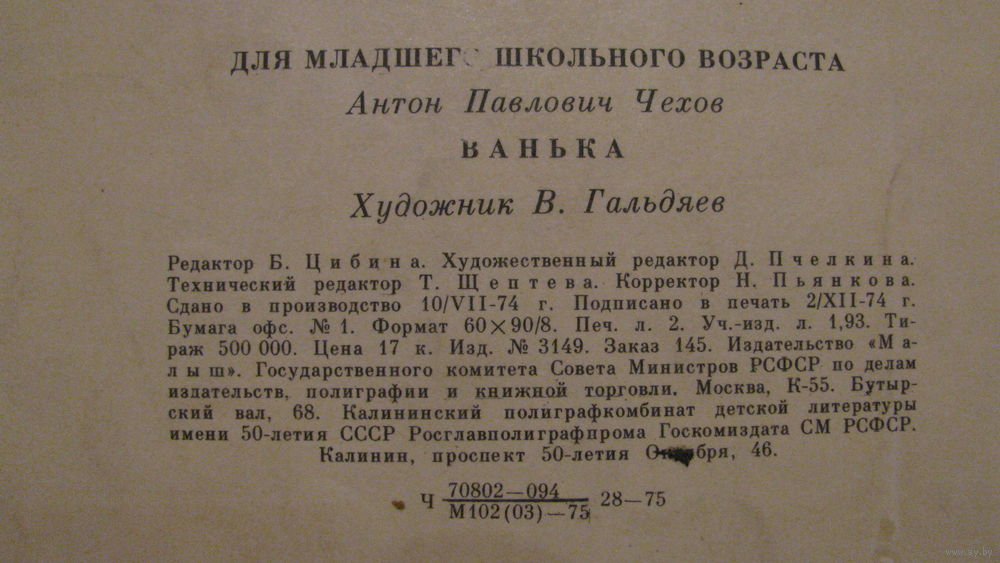 ДЛЯ МЛАДШЕГО ШКОЛЬНОГО ВОЗРАСТА
Антон Павлович Чехов
ВАНЬКА
Художник В. Гальдяев
Редактор Б. Цибина. Художественный редактор Д. Пчелкина.
Технический редактор Т. Щептева. Корректор Н. Пьянкова.
Сдано в производство 10/VII-74 г. Подписано в печать 2/XII-74 г.
Бумага офс. № 1. Формат 60×90/8. Печ. л. 2. Уч.-изд. л. 1,93. Ти-
раж 500 000. Цена 17 к. Изд. № 3149. Заказ 145. Издательство «Ма-
лыш». Государственного комитета Совета Министров РСФСР по делам
издательств, полиграфии и книжной торговли. Москва, К-55. Бутыр-
ский вал, 68. Калининский полиграфкомбинат детской литературы
имени 50-летия СССР Росглавполиграфпрома Госкомиздата СМ РСФСР.
Калинин, проспект 50-летия Октября, 46.
Ч 70802—094 28—75
М102(03)—75
www.ay.by